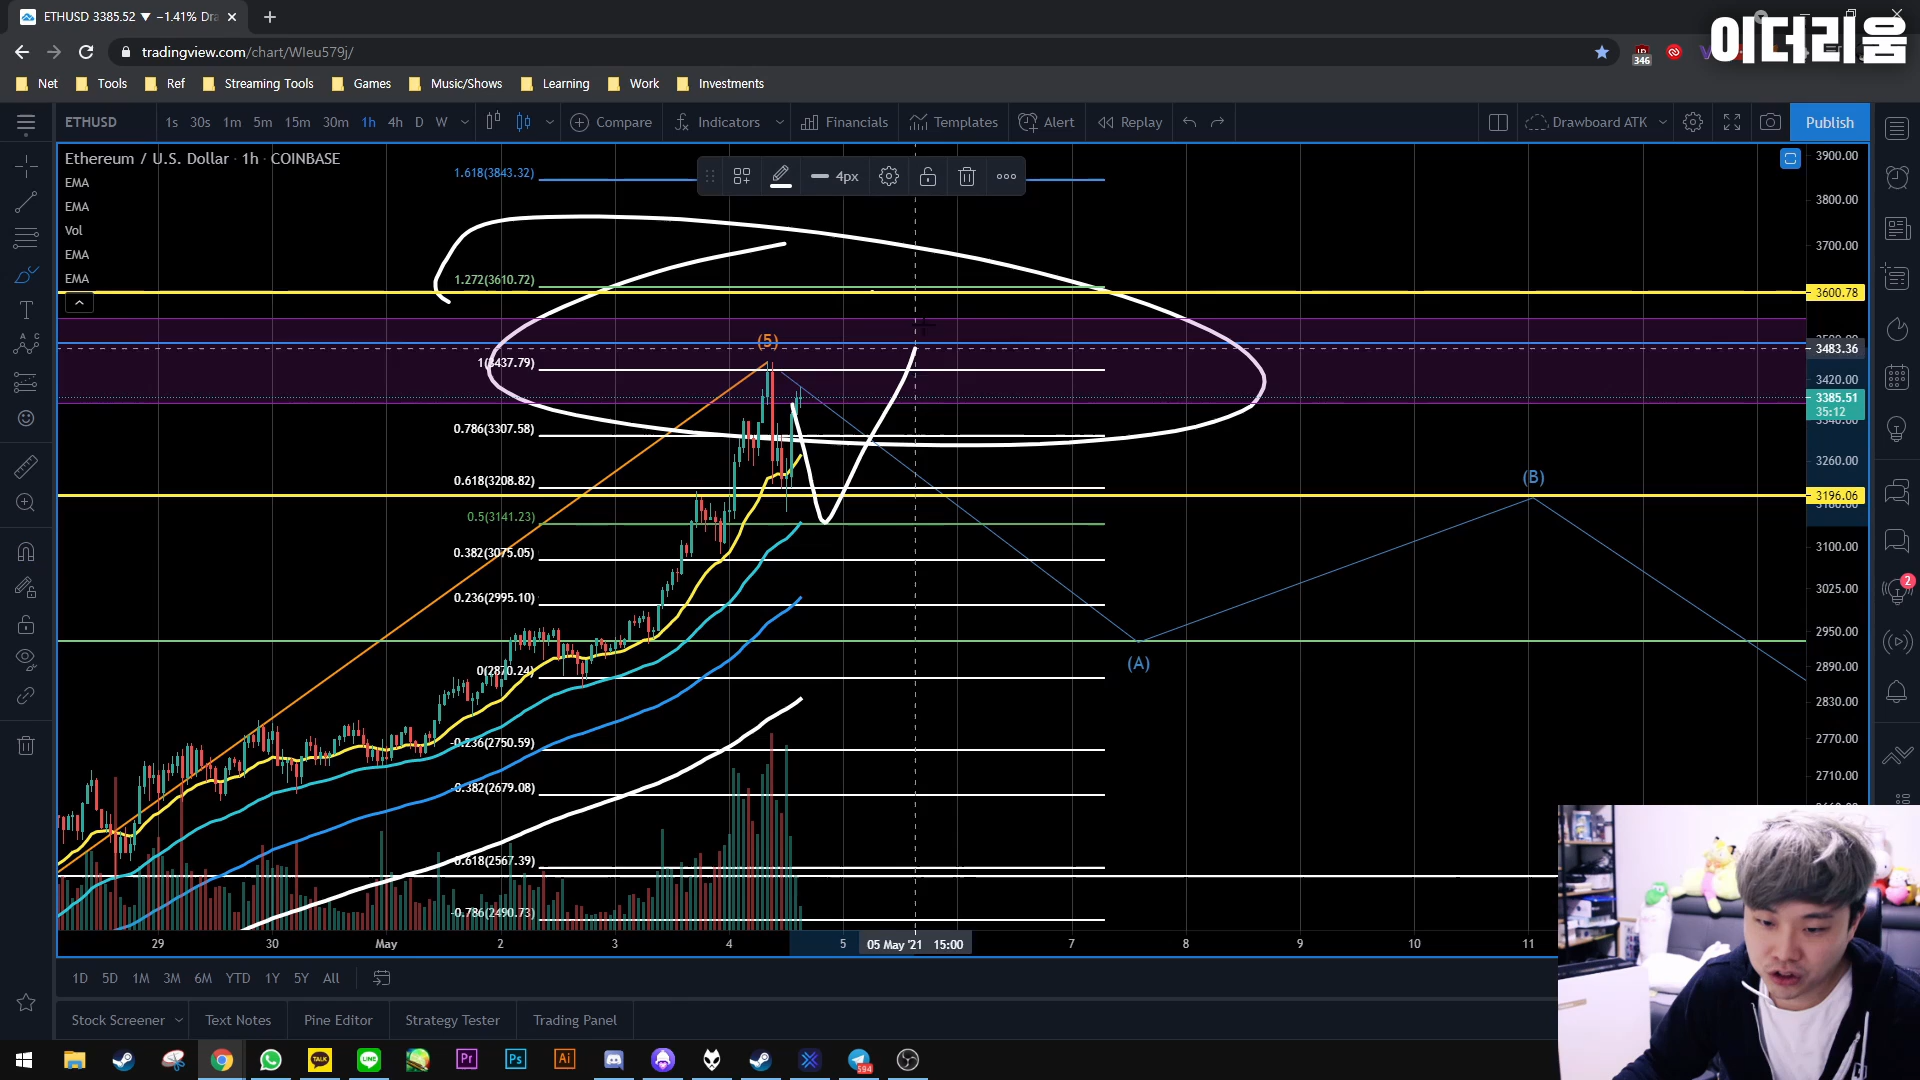 ETHUSD 3385.52 ▼ −1.41% Dra
이더리움
tradingview.com/chart/WIeu579j/
346
Net Tools Ref Streaming Tools Games Music/Shows Learning Work Investments
ETHUSD 1s 30s 1m 5m 15m 30m 1h 4h D W Compare Indicators Financials Templates Alert Replay Drawboard ATK Publish
Ethereum / U.S. Dollar · 1h · COINBASE
EMA
EMA
Vol
EMA
EMA
4px
1.618(3843.32)
1.272(3610.72)
1(3437.79)
0.786(3307.58)
0.618(3208.82)
0.5(3141.23)
0.382(3075.05)
0.236(2995.10)
0(2870.24)
-0.236(2750.59)
-0.382(2679.08)
-0.618(2567.39)
-0.786(2490.73)
(5)
(A)
(B)
3900.00
3800.00
3700.00
3600.78
3483.36
3420.00
3385.51
35:12
3260.00
3196.06
3100.00
3025.00
2950.00
2890.00
2830.00
2770.00
2710.00
2
29 30 May 2 3 4 5 05 May '21 15:00 7 8 9 10 11
1D 5D 1M 3M 6M YTD 1Y 5Y All
Stock Screener Text Notes Pine Editor Strategy Tester Trading Panel
TALK LINE Pr Ps Ai 594